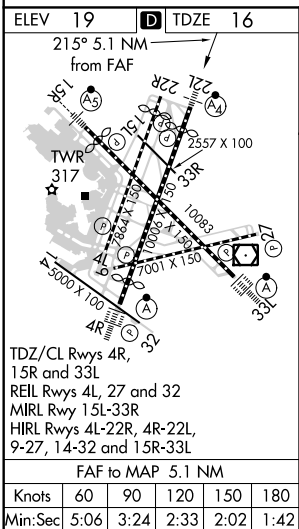 ELEV 19 D TDZE 16
215° 5.1 NM
from FAF
15R
A5
22R
22L
A4
15L
P
P
2557 X 100
TWR
317
33R
P
7864 X 150
10006 X 150
10083 X 150
27
P
P
4L
9
P
7001 X 150
14
5000 X 100
A
A
33L
4R
32
P
TDZ/CL Rwys 4R,
15R and 33L
REIL Rwys 4L, 27 and 32
MIRL Rwy 15L-33R
HIRL Rwys 4L-22R, 4R-22L,
9-27, 14-32 and 15R-33L
FAF to MAP 5.1 NM
Knots 60 90 120 150 180
Min:Sec 5:06 3:24 2:33 2:02 1:42